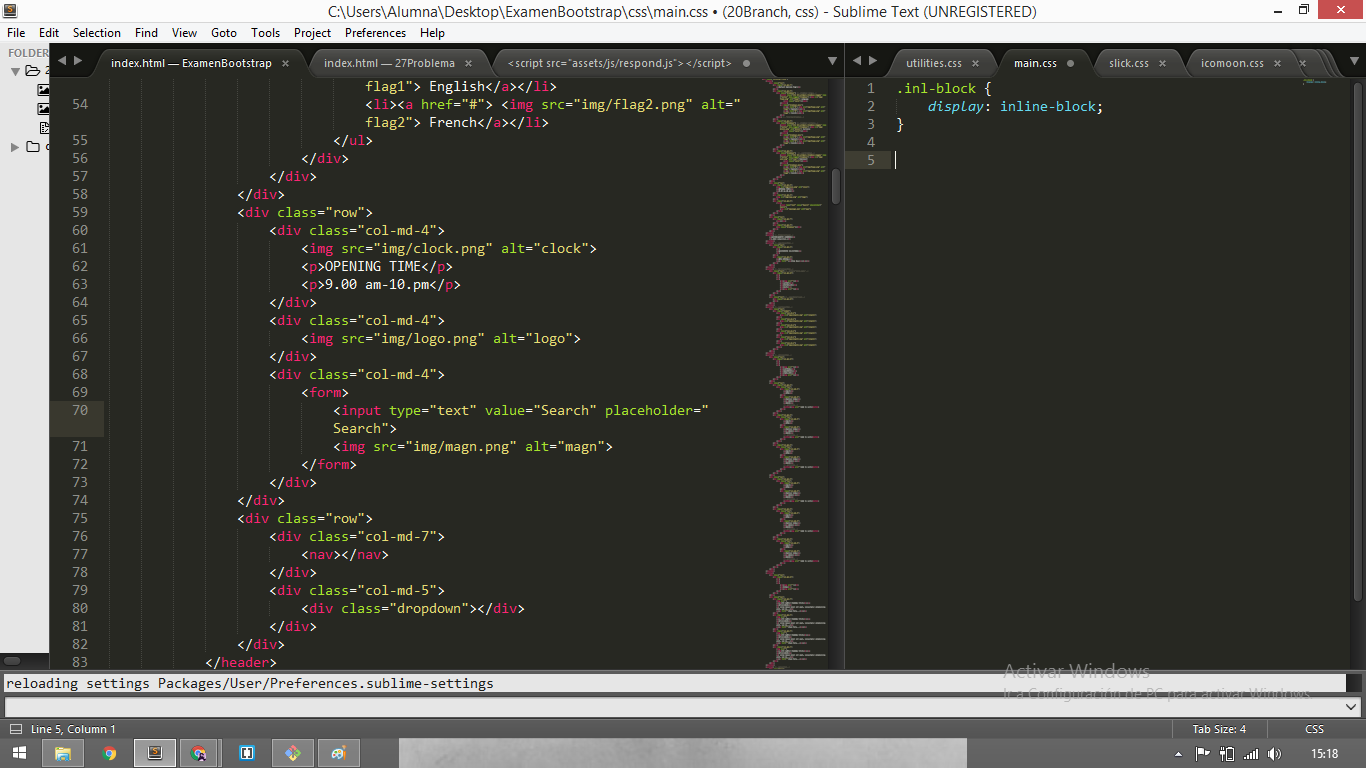 C:\Users\Alumna\Desktop\ExamenBootstrap\css\main.css • (20Branch, css) - Sublime Text (UNREGISTERED)
File Edit Selection Find View Goto Tools Project Preferences Help
FOLDER
index.html — ExamenBootstrap × index.html — 27Problema × <script src="assets/js/respond.js"></script>
utilities.css × main.css slick.css × icomoon.css × ×
flag1"> English</a></li>
54 <li><a href="#"> <img src="img/flag2.png" alt="
flag2"> French</a></li>
55 </ul>
56 </div>
57 </div>
58 </div>
59 <div class="row">
60 <div class="col-md-4">
61 <img src="img/clock.png" alt="clock">
62 <p>OPENING TIME</p>
63 <p>9.00 am-10.pm</p>
64 </div>
65 <div class="col-md-4">
66 <img src="img/logo.png" alt="logo">
67 </div>
68 <div class="col-md-4">
69 <form>
70 <input type="text" value="Search" placeholder="
Search">
71 <img src="img/magn.png" alt="magn">
72 </form>
73 </div>
74 </div>
75 <div class="row">
76 <div class="col-md-7">
77 <nav></nav>
78 </div>
79 <div class="col-md-5">
80 <div class="dropdown"></div>
81 </div>
82 </div>
83 </header>
1 .inl-block {
2 display: inline-block;
3 }
4
5
Activar Windows
Ir a Configuración de PC para activar Windows.
reloading settings Packages/User/Preferences.sublime-settings
Line 5, Column 1
Tab Size: 4 CSS
15:18